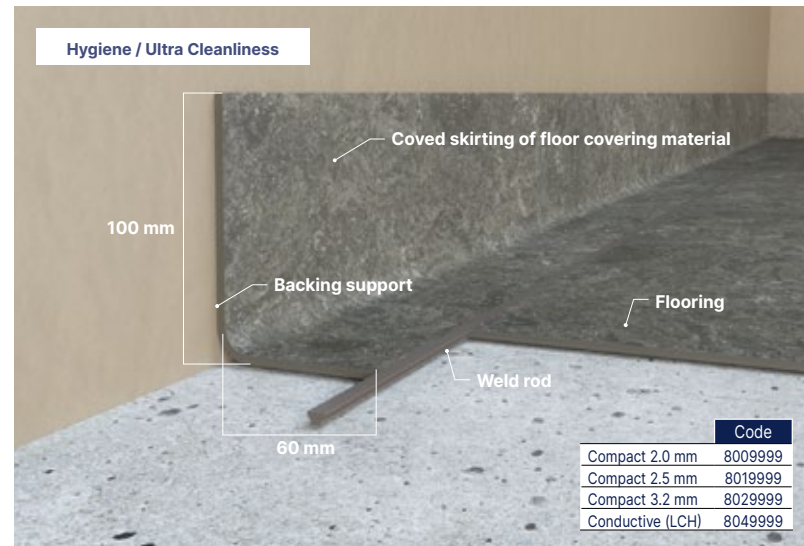 Hygiene / Ultra Cleanliness
Coved skirting of floor covering material
100 mm
Backing support
Flooring
Weld rod
60 mm
Code
Compact 2.0 mm 8009999
Compact 2.5 mm 8019999
Compact 3.2 mm 8029999
Conductive (LCH) 8049999